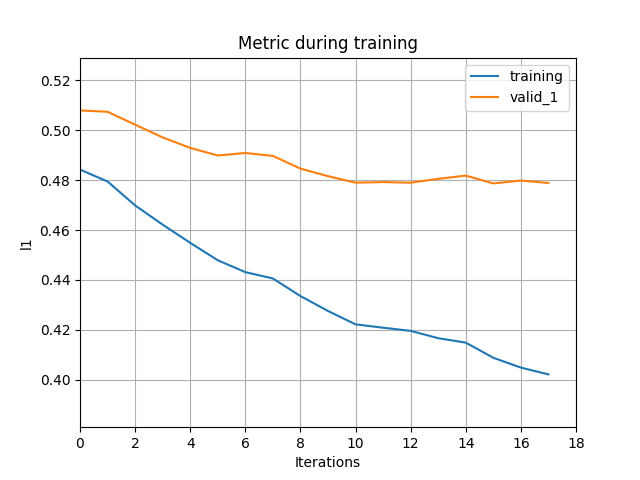 Metric during training
training
valid_1
0.52
0.50
0.48
0.46
0.44
0.42
0.40
l1
0 2 4 6 8 10 12 14 16 18
Iterations